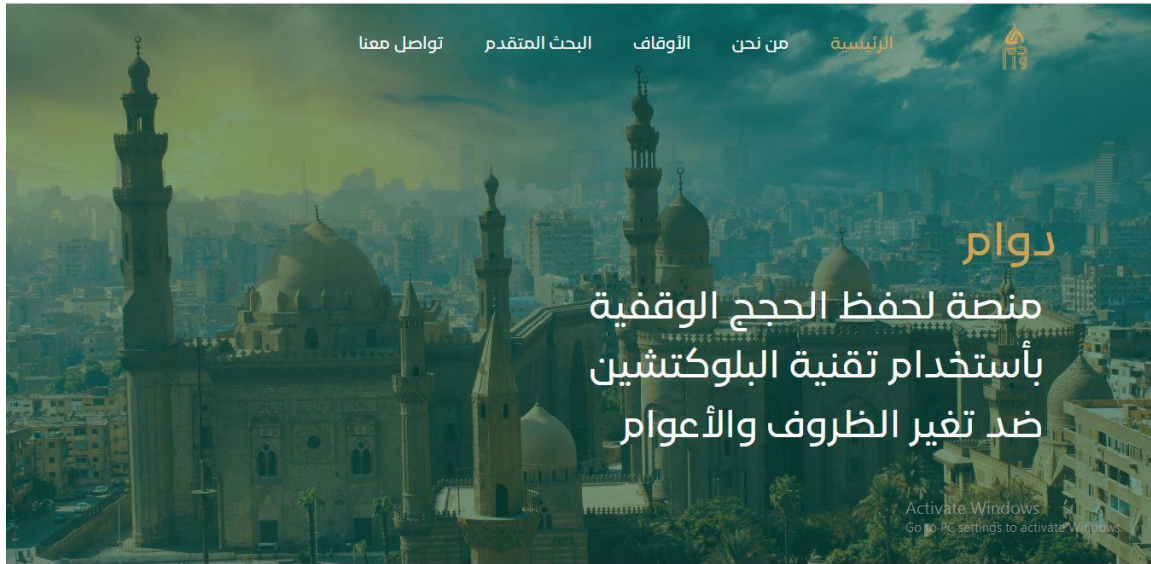 الرئيسية
من نحن
الأوقاف
البحث المتقدم
تواصل معنا
دوام
منصة لحفظ الحجج الوقفية
بأستخدام تقنية البلوكتشين
ضد تغير الظروف والأعوام
Activate Windows
Go to PC settings to activate Windows.